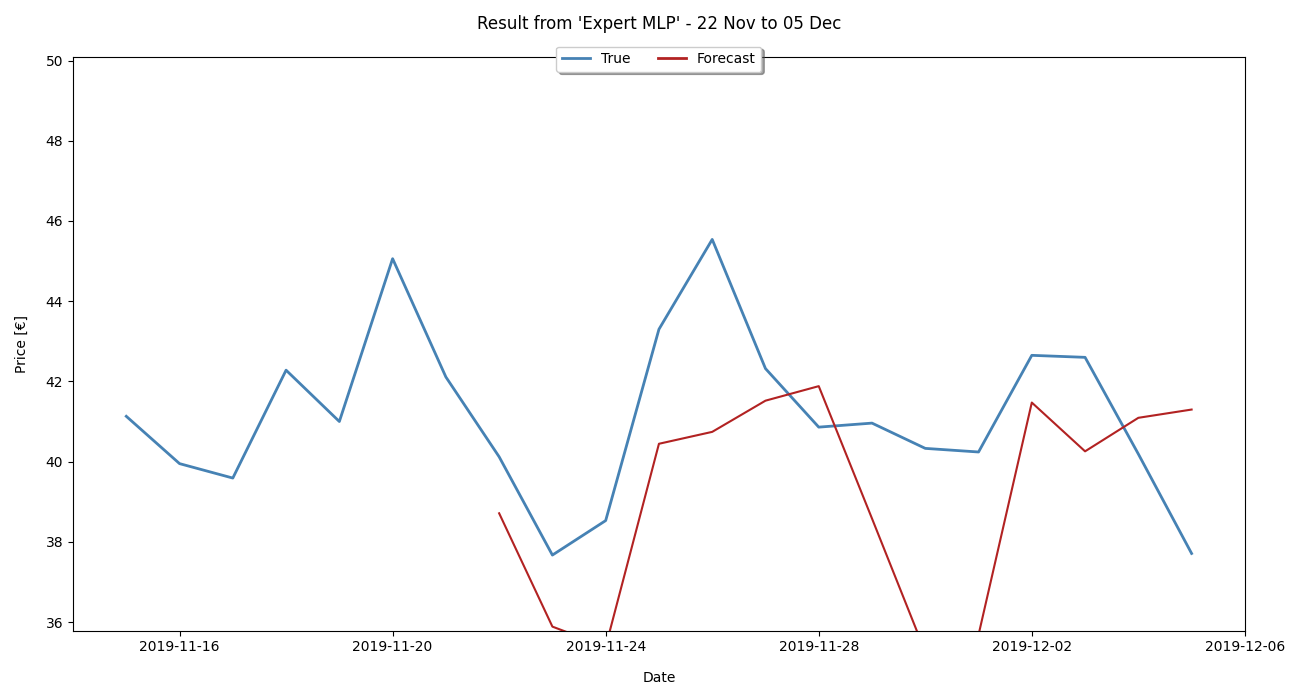 Result from 'Expert MLP' - 22 Nov to 05 Dec
True Forecast
50
48
46
44
42
40
38
36
Price [€]
2019-11-16 2019-11-20 2019-11-24 2019-11-28 2019-12-02 2019-12-06
Date